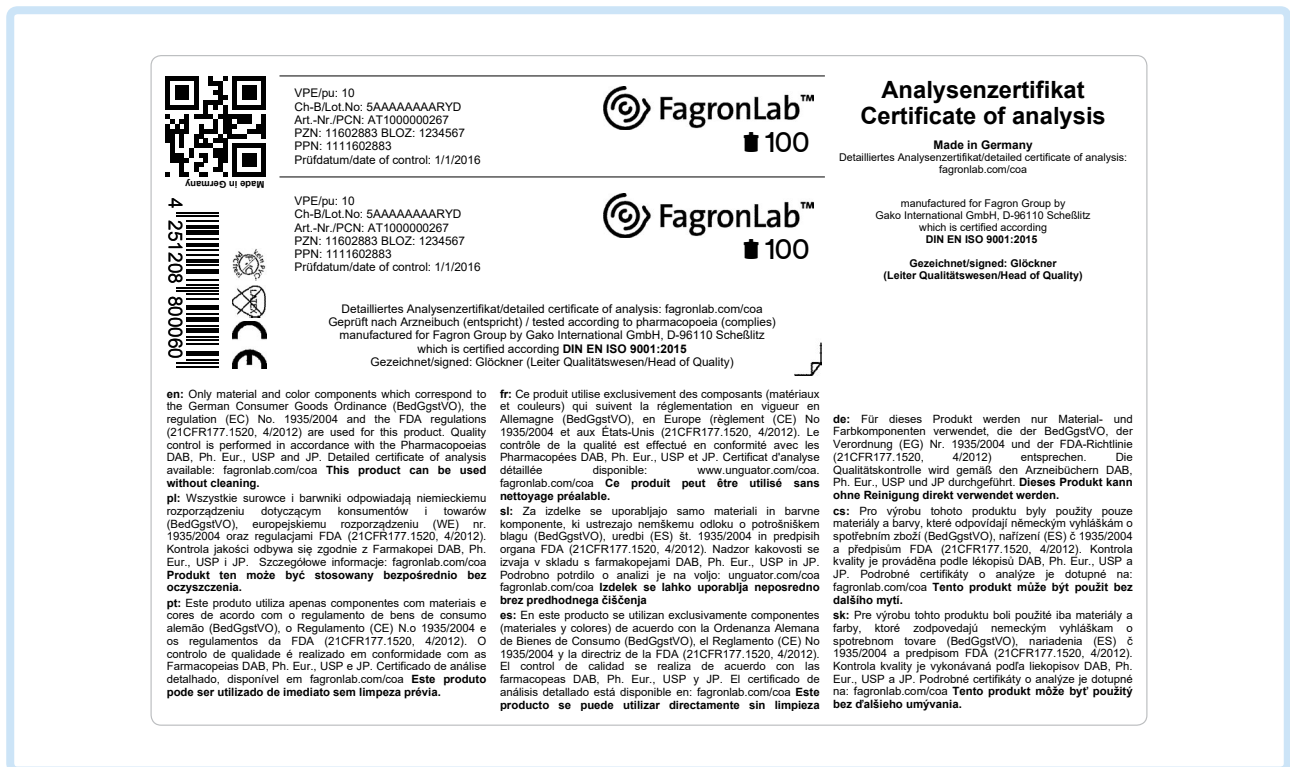 Made in Germany
4 251208 800060
VPE/pu: 10
Ch-B/Lot.No: 5AAAAAAAARYD
Art.-Nr./PCN: AT1000000267
PZN: 11602883 BLOZ: 1234567
PPN: 1111602883
Prüfdatum/date of control: 1/1/2016
FagronLab™
100
VPE/pu: 10
Ch-B/Lot.No: 5AAAAAAAARYD
Art.-Nr./PCN: AT1000000267
PZN: 11602883 BLOZ: 1234567
PPN: 1111602883
Prüfdatum/date of control: 1/1/2016
FagronLab™
100
Detailliertes Analysenzertifikat/detailed certificate of analysis: fagronlab.com/coa
Geprüft nach Arzneibuch (entspricht) / tested according to pharmacopoeia (complies)
manufactured for Fagron Group by Gako International GmbH, D-96110 Scheßlitz
which is certified according DIN EN ISO 9001:2015
Gezeichnet/signed: Glöckner (Leiter Qualitätswesen/Head of Quality)
Analysenzertifikat
Certificate of analysis
Made in Germany
Detailliertes Analysenzertifikat/detailed certificate of analysis:
fagronlab.com/coa
manufactured for Fagron Group by
Gako International GmbH, D-96110 Scheßlitz
which is certified according
DIN EN ISO 9001:2015
Gezeichnet/signed: Glöckner
(Leiter Qualitätswesen/Head of Quality)
en: Only material and color components which correspond to
the German Consumer Goods Ordinance (BedGgstVO), the
regulation (EC) No. 1935/2004 and the FDA regulations
(21CFR177.1520, 4/2012) are used for this product. Quality
control is performed in accordance with the Pharmacopoeias
DAB, Ph. Eur., USP and JP. Detailed certificate of analysis
available: fagronlab.com/coa This product can be used
without cleaning.
pl: Wszystkie surowce i barwniki odpowiadają niemieckiemu
rozporządzeniu dotyczącym konsumentów i towarów
(BedGgstVO), europejskiemu rozporządzeniu (WE) nr.
1935/2004 oraz regulacjami FDA (21CFR177.1520, 4/2012).
Kontrola jakości odbywa się zgodnie z Farmakopei DAB, Ph.
Eur., USP i JP. Szczegółowe informacje: fagronlab.com/coa
Produkt ten może być stosowany bezpośrednio bez
oczyszczenia.
pt: Este produto utiliza apenas componentes com materiais e
cores de acordo com o regulamento de bens de consumo
alemão (BedGgstVO), o Regulamento (CE) N.o 1935/2004 e
os regulamentos da FDA (21CFR177.1520, 4/2012). O
controlo de qualidade é realizado em conformidade com as
Farmacopeias DAB, Ph. Eur., USP e JP. Certificado de análise
detalhado, disponível em fagronlab.com/coa Este produto
pode ser utilizado de imediato sem limpeza prévia.
fr: Ce produit utilise exclusivement des composants (matériaux
et couleurs) qui suivent la réglementation en vigueur en
Allemagne (BedGgstVO), en Europe (règlement (CE) No
1935/2004 et aux États-Unis (21CFR177.1520, 4/2012). Le
contrôle de la qualité est effectué en conformité avec les
Pharmacopées DAB, Ph. Eur., USP et JP. Certificat d'analyse
détaillée disponible: www.unguator/coa.
fagronlab.com/coa Ce produit peut être utilisé sans
nettoyage préalable.
sl: Za izdelke se uporabljajo samo materiali in barvne
komponente, ki ustrezajo nemškemu odloku o potrošniškem
blagu (BedGgstVO), uredbi (ES) št. 1935/2004 in predpisih
organa FDA (21CFR177.1520, 4/2012). Nadzor kakovosti se
izvaja v skladu s farmakopejami DAB, Ph. Eur., USP in JP.
Podrobno potrdilo o analizi je na voljo: unguator.com/coa
fagronlab.com/coa Izdelek se lahko uporablja neposredno
brez predhodnega čiščenja
es: En este producto se utilizan exclusivamente componentes
(materiales y colores) de acuerdo con la Ordenanza Alemana
de Bienes de Consumo (BedGgstVO), el Reglamento (CE) No
1935/2004 y la directriz de la FDA (21CFR177.1520, 4/2012).
El control de calidad se realiza de acuerdo con las
farmacopeas DAB, Ph. Eur., USP y JP. El certificado de
análisis detallado está disponible en: fagronlab.com/coa Este
producto se puede utilizar directamente sin limpieza
de: Für dieses Produkt werden nur Material- und
Farbkomponenten verwendet, die der BedGgstVO, der
Verordnung (EG) Nr. 1935/2004 und der FDA-Richtlinie
(21CFR177.1520, 4/2012) entsprechen. Die
Qualitätskontrolle wird gemäß den Arzneibüchern DAB,
Ph. Eur., USP und JP durchgeführt. Dieses Produkt kann
ohne Reinigung direkt verwendet werden.
cs: Pro výrobu tohoto produktu byly použity pouze
materiály a barvy, které odpovídají německým vyhláškám o
spotřebním zboží (BedGgstVO), nařízení (ES) č 1935/2004
a předpisům FDA (21CFR177.1520, 4/2012). Kontrola
kvality je prováděna podle lékopisů DAB, Ph. Eur., USP a
JP. Podrobné certifikáty o analýze je dotupné na:
fagronlab.com/coa Tento produkt může být použit bez
dalšího mytí.
sk: Pre výrobu tohto produktu boli použité iba materiály a
farby, ktoré zodpovedajú nemeckým vyhláškam o
spotrebnom tovare (BedGgstVO), nariadenia (ES) č
1935/2004 a predpisom FDA (21CFR177.1520, 4/2012).
Kontrola kvality je vykonávaná podľa liekopisov DAB, Ph.
Eur., USP a JP. Podrobné certifikáty o analýze je dotupné
na: fagronlab.com/coa Tento produkt môže byť použitý
bez ďalšieho umývania.